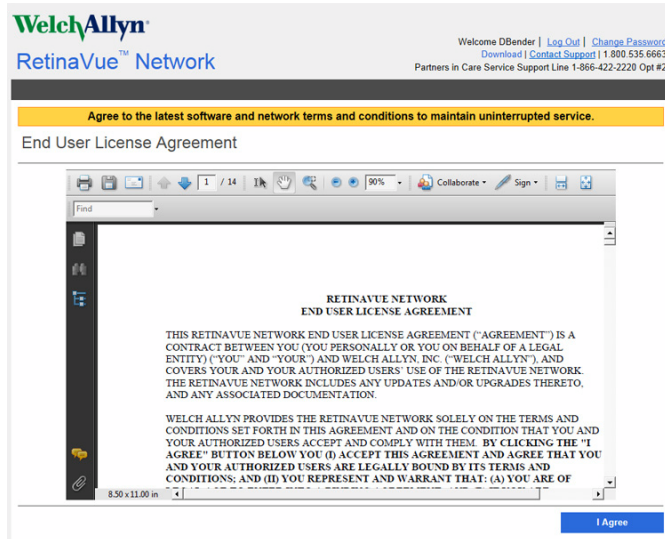 WelchAllyn
RetinaVue™ Network
Welcome DBender | Log Out | Change Password
Download | Contact Support | 1.800.535.6663
Partners in Care Service Support Line 1-866-422-2220 Opt #2
Agree to the latest software and network terms and conditions to maintain uninterrupted service.
End User License Agreement
1 / 14 90% Collaborate Sign
Find
RETINAVUE NETWORK
END USER LICENSE AGREEMENT
THIS RETINAVUE NETWORK END USER LICENSE AGREEMENT (“AGREEMENT”) IS A
CONTRACT BETWEEN YOU (YOU PERSONALLY OR YOU ON BEHALF OF A LEGAL
ENTITY) (“YOU” AND “YOUR”) AND WELCH ALLYN, INC. (“WELCH ALLYN”), AND
COVERS YOUR AND YOUR AUTHORIZED USERS’ USE OF THE RETINAVUE NETWORK.
THE RETINAVUE NETWORK INCLUDES ANY UPDATES AND/OR UPGRADES THERETO,
AND ANY ASSOCIATED DOCUMENTATION.
WELCH ALLYN PROVIDES THE RETINAVUE NETWORK SOLELY ON THE TERMS AND
CONDITIONS SET FORTH IN THIS AGREEMENT AND ON THE CONDITION THAT YOU AND
YOUR AUTHORIZED USERS ACCEPT AND COMPLY WITH THEM. BY CLICKING THE "I
AGREE" BUTTON BELOW YOU (I) ACCEPT THIS AGREEMENT AND AGREE THAT YOU
AND YOUR AUTHORIZED USERS ARE LEGALLY BOUND BY ITS TERMS AND
CONDITIONS; AND (II) YOU REPRESENT AND WARRANT THAT: (A) YOU ARE OF
8.50 x 11.00 in
I Agree